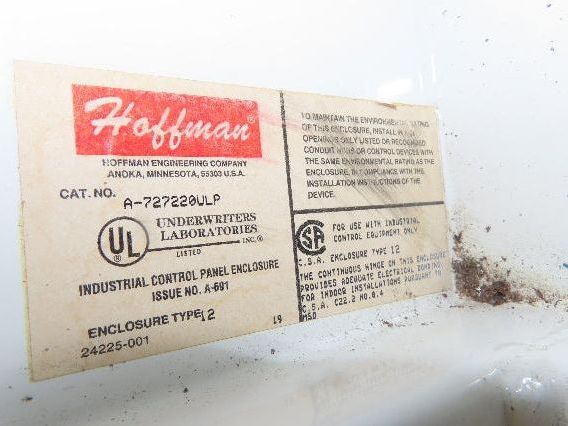 Hoffman®
HOFFMAN ENGINEERING COMPANY
ANOKA, MINNESOTA, 55303 U.S.A.
CAT. NO. A-727220ULP
UL®
UNDERWRITERS
LABORATORIES
INC.®
LISTED
INDUSTRIAL CONTROL PANEL ENCLOSURE
ISSUE NO. A-691
ENCLOSURE TYPE 12
24225-001
19
TO MAINTAIN THE ENVIRONMENTAL RATING
OF THIS ENCLOSURE, INSTALL IN
OPENINGS ONLY LISTED OR RECOGNIZED
CONDUIT HUBS OR CONTROL DEVICES WITH
THE SAME ENVIRONMENTAL RATING AS THE
ENCLOSURE, IN COMPLIANCE WITH THE
INSTALLATION INSTRUCTIONS OF THE
DEVICE.
SA
FOR USE WITH INDUSTRIAL
CONTROL EQUIPMENT ONLY
C.S.A. ENCLOSURE TYPE 12
THE CONTINUOUS HINGE ON THIS ENCLOSURE
PROVIDES ADEQUATE ELECTRICAL BONDING
FOR INDOOR INSTALLATIONS PURSUANT TO
C.S.A. C22.2 NO.0.4
M50